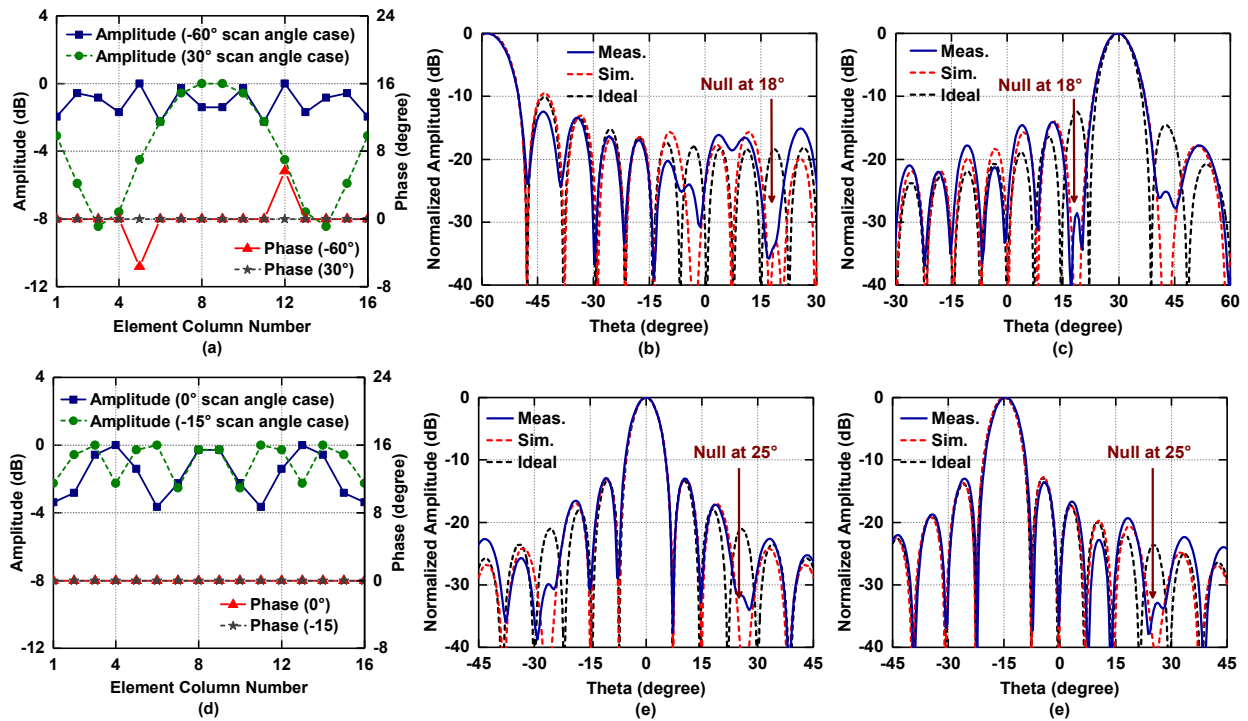 4
0
-4
-8
-12
Amplitude (dB)
24
16
8
0
-8
Phase (degree)
Amplitude (-60° scan angle case)
Amplitude (30° scan angle case)
Phase (-60°)
Phase (30°)
1 4 8 12 16
Element Column Number
(a)
0
-10
-20
-30
-40
Normalized Amplitude (dB)
Meas.
Sim.
Ideal
Null at 18°
-60 -45 -30 -15 0 15 30
Theta (degree)
(b)
0
-10
-20
-30
-40
Normalized Amplitude (dB)
Meas.
Sim.
Ideal
Null at 18°
-30 -15 0 15 30 45 60
Theta (degree)
(c)
4
0
-4
-8
-12
Amplitude (dB)
24
16
8
0
-8
Phase (degree)
Amplitude (0° scan angle case)
Amplitude (-15° scan angle case)
Phase (0°)
Phase (-15)
1 4 8 12 16
Element Column Number
(d)
0
-10
-20
-30
-40
Normalized Amplitude (dB)
Meas.
Sim.
Ideal
Null at 25°
-45 -30 -15 0 15 30 45
Theta (degree)
(e)
0
-10
-20
-30
-40
Normalized Amplitude (dB)
Meas.
Sim.
Ideal
Null at 25°
-45 -30 -15 0 15 30 45
Theta (degree)
(e)